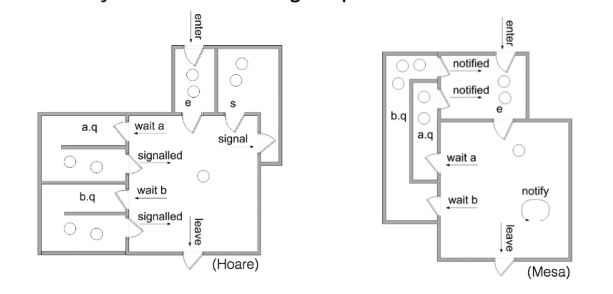 enter
e
s
a.q
wait a
signal
signalled
b.q
wait b
signalled
leave
(Hoare)
enter
notified
notified
e
b.q
a.q
wait a
wait b
notify
leave
(Mesa)